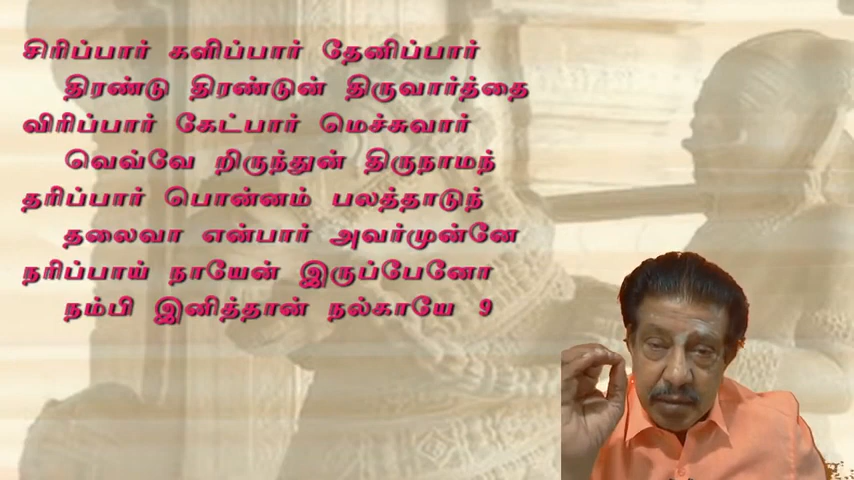 சிரிப்பார் களிப்பார் தேனிப்பார்
திரண்டு திரண்டுன் திருவார்த்தை
விரிப்பார் கேட்பார் மெச்சுவார்
வெவ்வே றிருந்துன் திருநாமந்
தரிப்பார் பொன்னம் பலத்தாடுந்
தலைவா என்பார் அவர்முன்னே
நரிப்பாய் நாயேன் இருப்பேனோ
நம்பி இனித்தான் நல்காயே 9